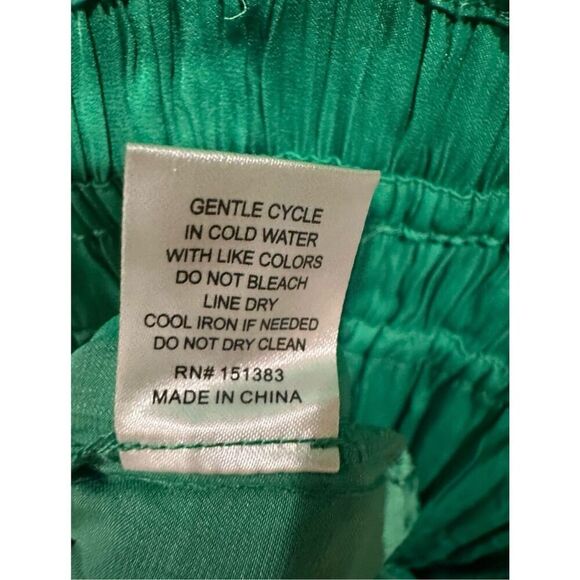 GENTLE CYCLE
IN COLD WATER
WITH LIKE COLORS
DO NOT BLEACH
LINE DRY
COOL IRON IF NEEDED
DO NOT DRY CLEAN
RN# 151383
MADE IN CHINA